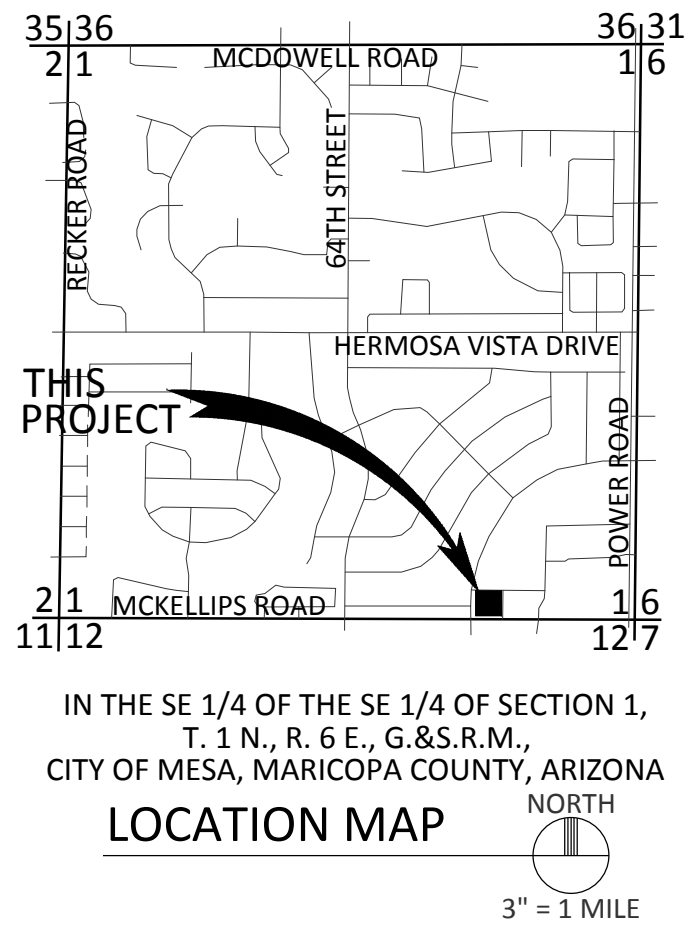 35 36
36 31
2 1
1 6
MCDOWELL ROAD
RECKER ROAD
64TH STREET
HERMOSA VISTA DRIVE
THIS
PROJECT
POWER ROAD
2 1
MCKELLIPS ROAD
1 6
11 12
12 7
IN THE SE 1/4 OF THE SE 1/4 OF SECTION 1,
T. 1 N., R. 6 E., G.&S.R.M.,
CITY OF MESA, MARICOPA COUNTY, ARIZONA
LOCATION MAP
NORTH
3" = 1 MILE